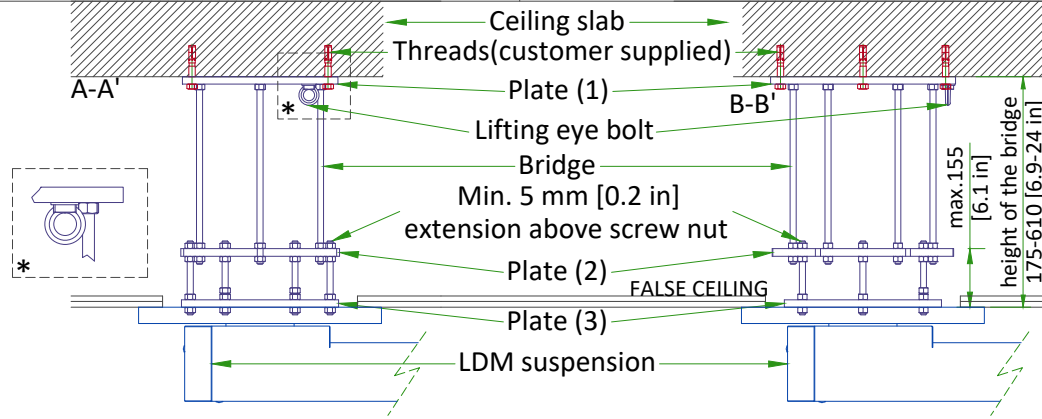 Ceiling slab
Threads(customer supplied)
A-A'
Plate (1)
B-B'
*
Lifting eye bolt
Bridge
Min. 5 mm [0.2 in]
extension above screw nut
max.155
[6.1 in]
height of the bridge
175-610 [6.9-24 in]
*
Plate (2)
FALSE CEILING
Plate (3)
LDM suspension